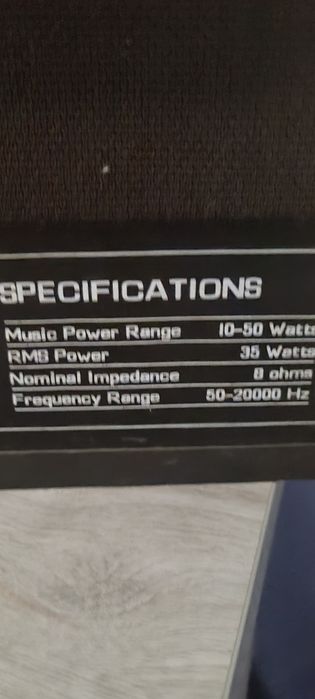 SPECIFICATIONS
Music Power Range 10-50 Watts
RMS Power 35 Watts
Nominal Impedance 8 ohms
Frequency Range 50-20000 Hz